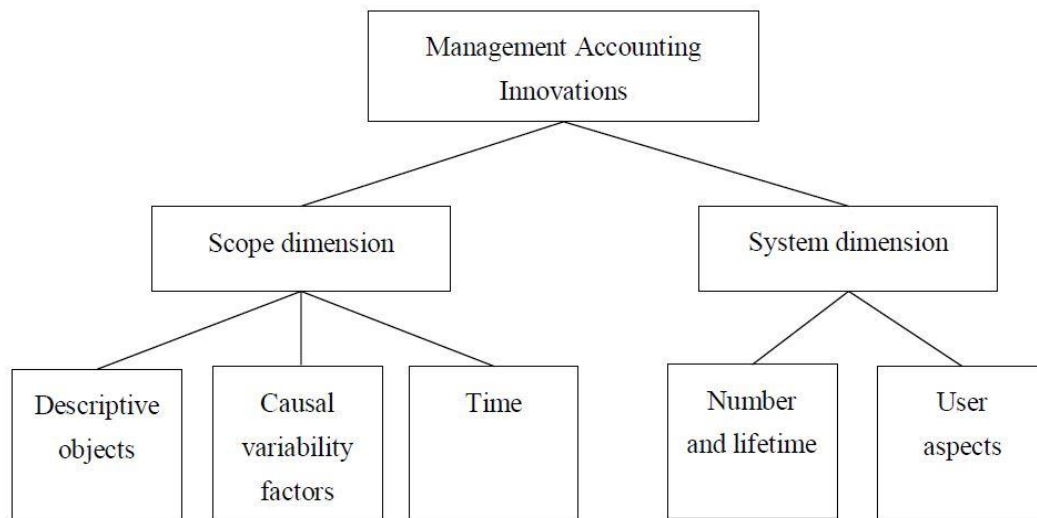 Management Accounting
Innovations
Scope dimension
System dimension
Descriptive
objects
Causal
variability
factors
Time
Number
and lifetime
User
aspects